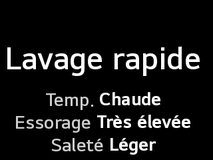 Lavage rapide
Temp. Chaude
Essorage Très élevée
Saleté Léger